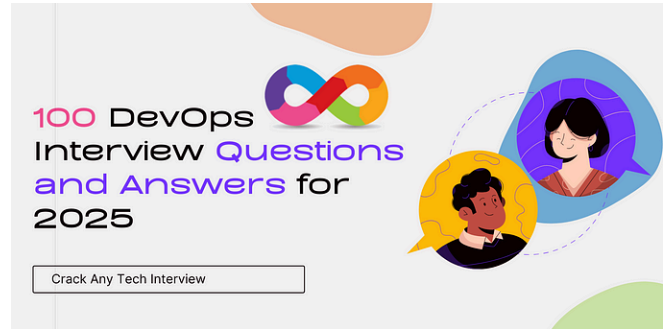 100 DevOps
Interview Questions
and Answers for
2025
Crack Any Tech Interview